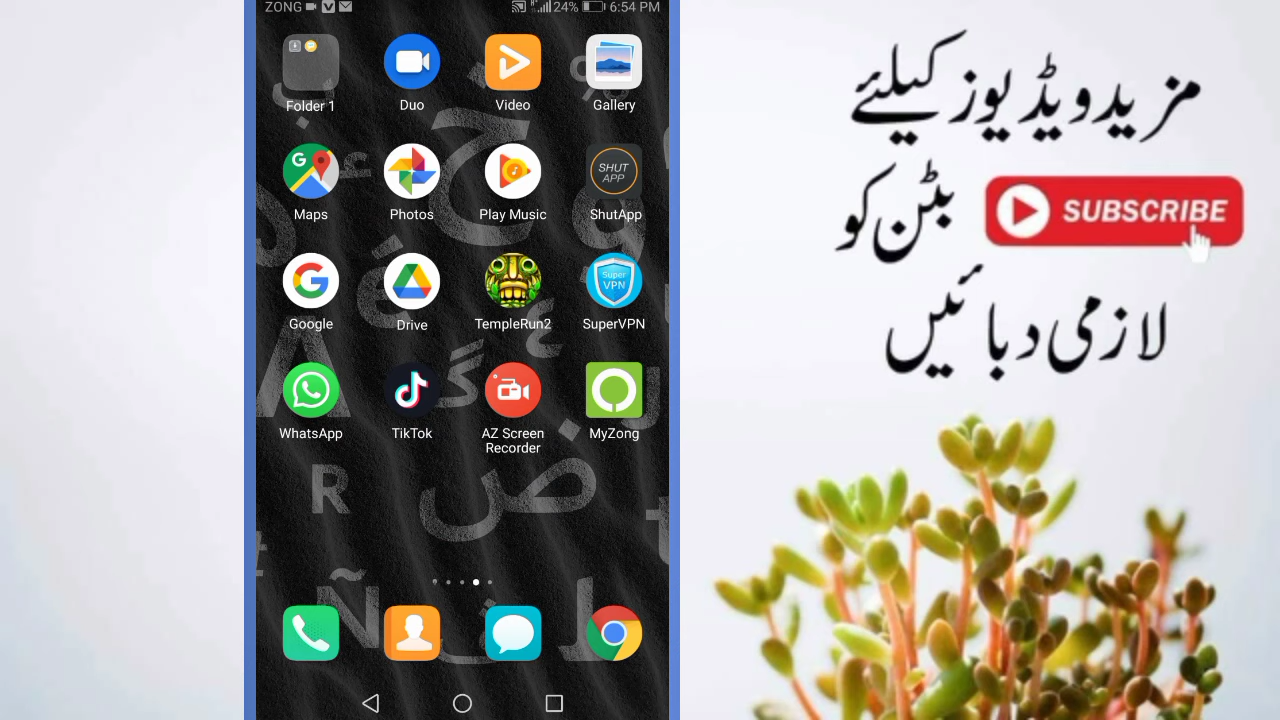 ZONG 24% 6:54 PM
Folder 1 Duo Video Gallery
SHUT APP
Maps Photos Play Music ShutApp
Super VPN
Google Drive TempleRun2 SuperVPN
WhatsApp TikTok AZ Screen Recorder MyZong
خ
ض
R
Ñ
مزید ویڈیوز کیلئے
SUBSCRIBE بٹن کو
لازمی دبائیں